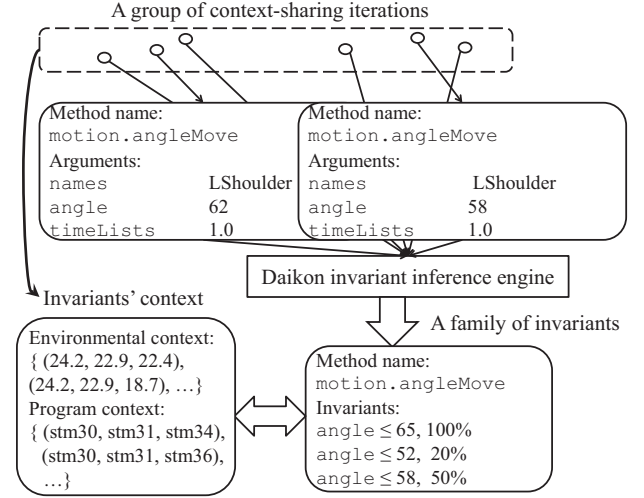 A group of context-sharing iterations
Method name:
motion.angleMove
Arguments:
names LShoulder
angle 62
timeLists 1.0
Method name:
motion.angleMove
Arguments:
names LShoulder
angle 58
timeLists 1.0
Daikon invariant inference engine
Invariants' context
A family of invariants
Environmental context:
{ (24.2, 22.9, 22.4),
(24.2, 22.9, 18.7), …}
Program context:
{ (stm30, stm31, stm34),
(stm30, stm31, stm36),
…}
Method name:
motion.angleMove
Invariants:
angle ≤ 65, 100%
angle ≤ 52, 20%
angle ≤ 58, 50%